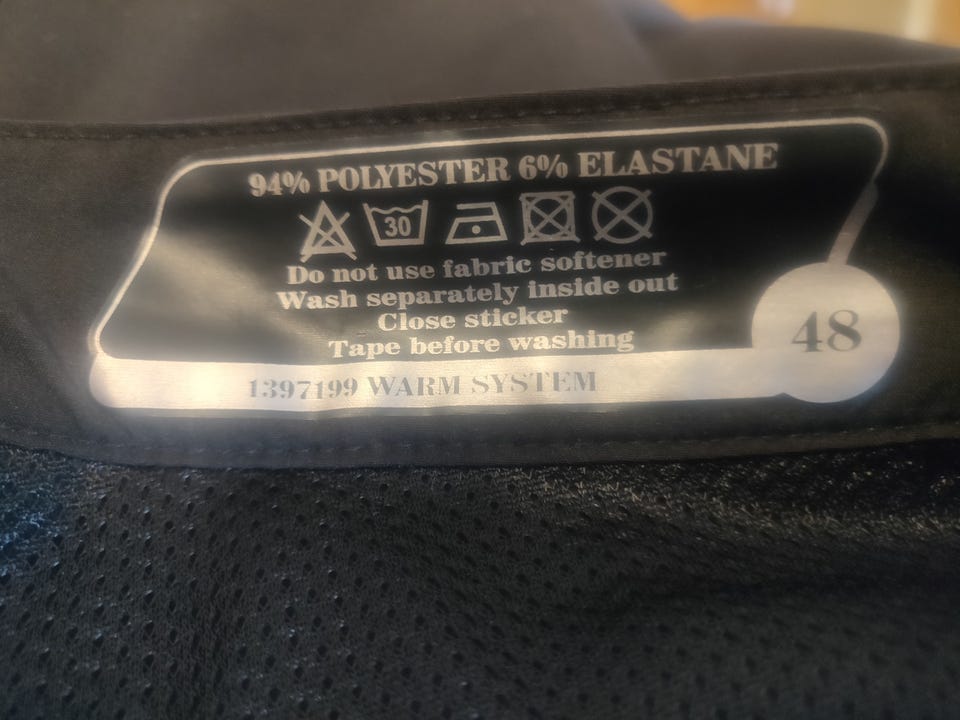 94% POLYESTER 6% ELASTANE
30
Do not use fabric softener
Wash separately inside out
Close sticker
Tape before washing
48
1397199 WARM SYSTEM